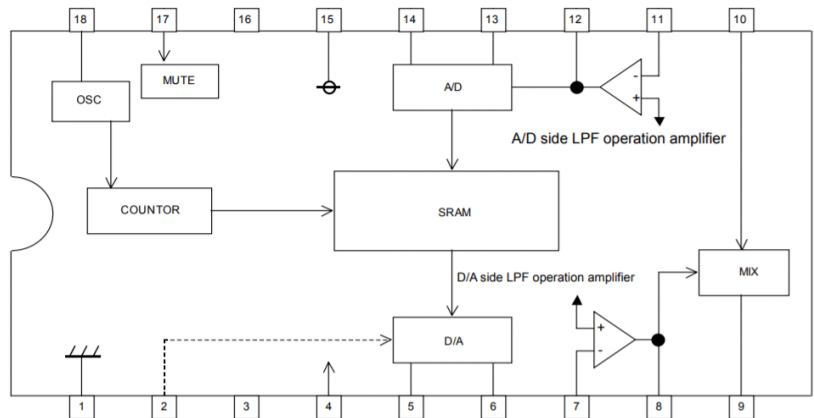 18 17 16 15 14 13 12 11 10
MUTE
OSC
A/D
-
+
A/D side LPF operation amplifier
COUNTOR
SRAM
D/A side LPF operation amplifier
MIX
+
-
D/A
1 2 3 4 5 6 7 8 9